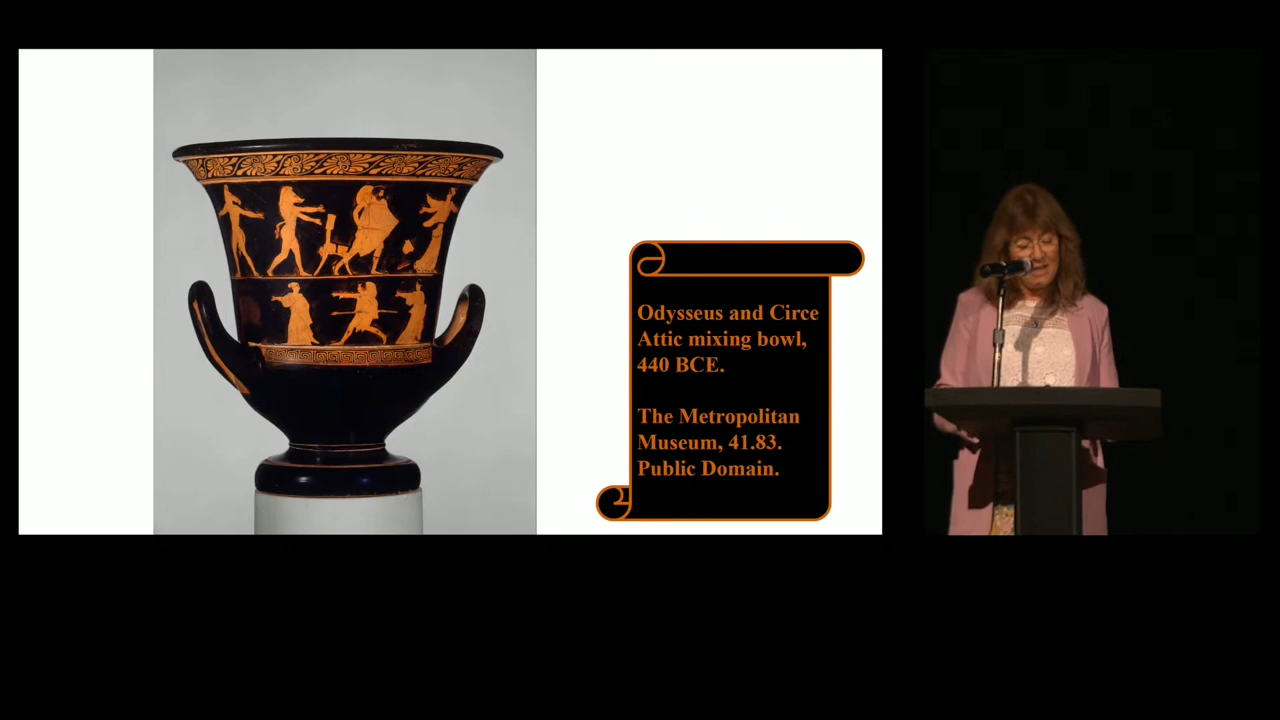 Odysseus and Circe
Attic mixing bowl,
440 BCE.
The Metropolitan
Museum, 41.83.
Public Domain.